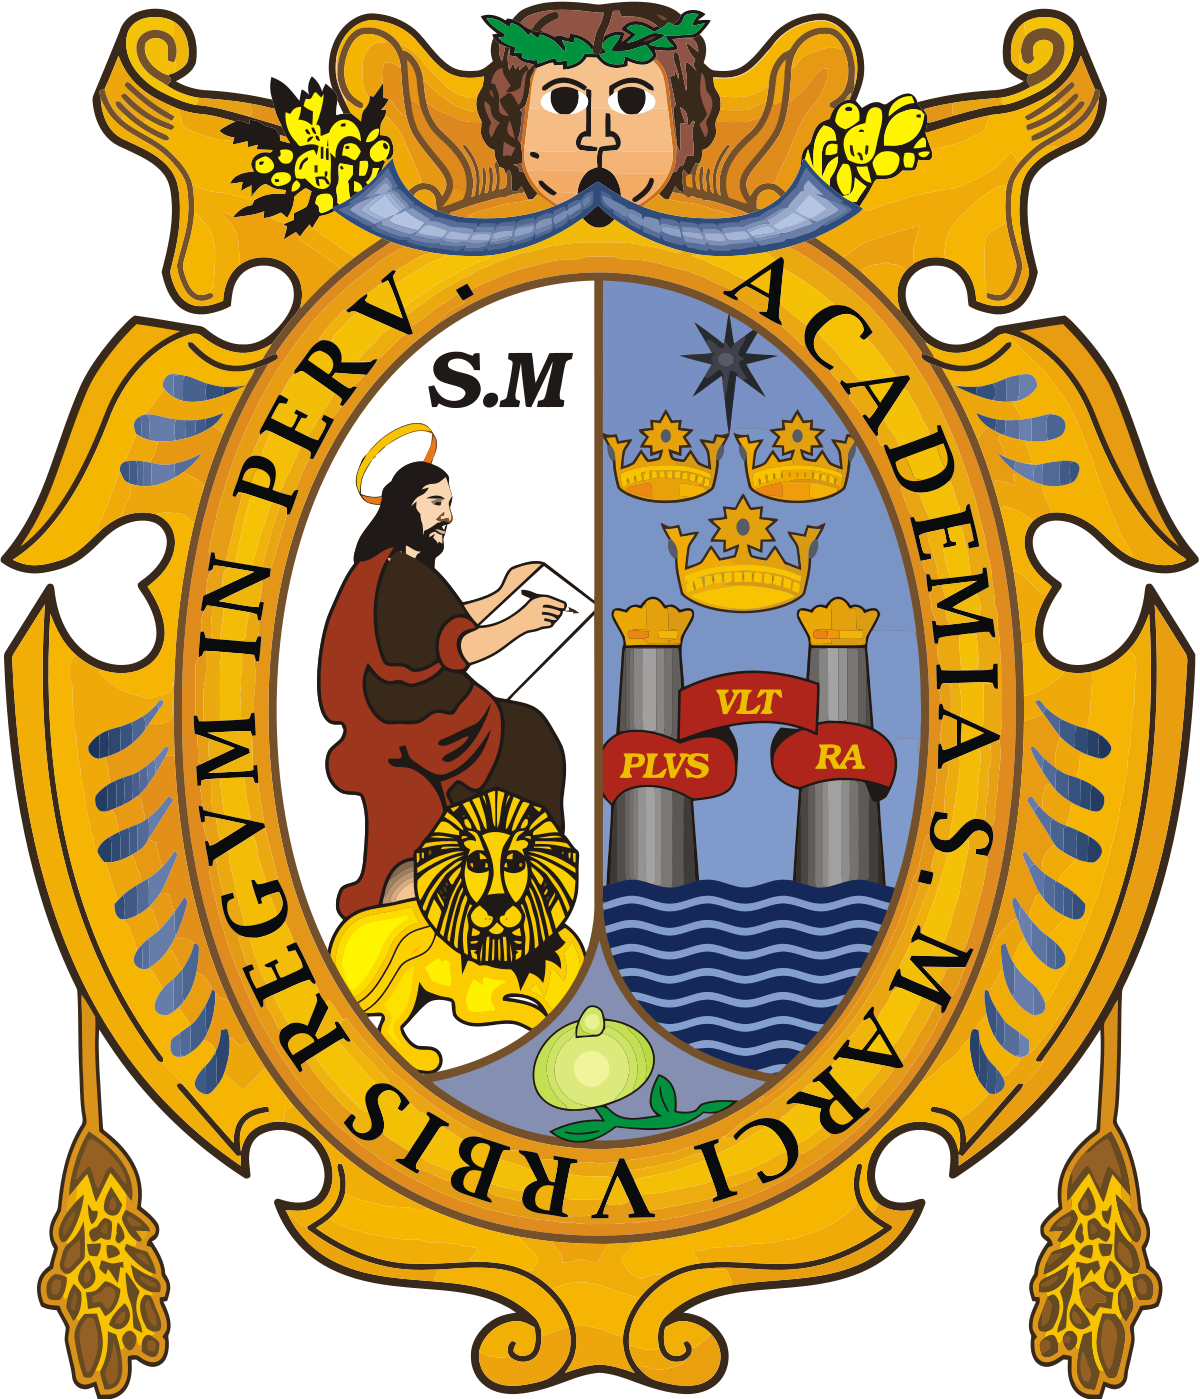 ACADEMIA S. MARCI VRBIS REGVM IN PERV .
S.M
VLT
PLVS
RA